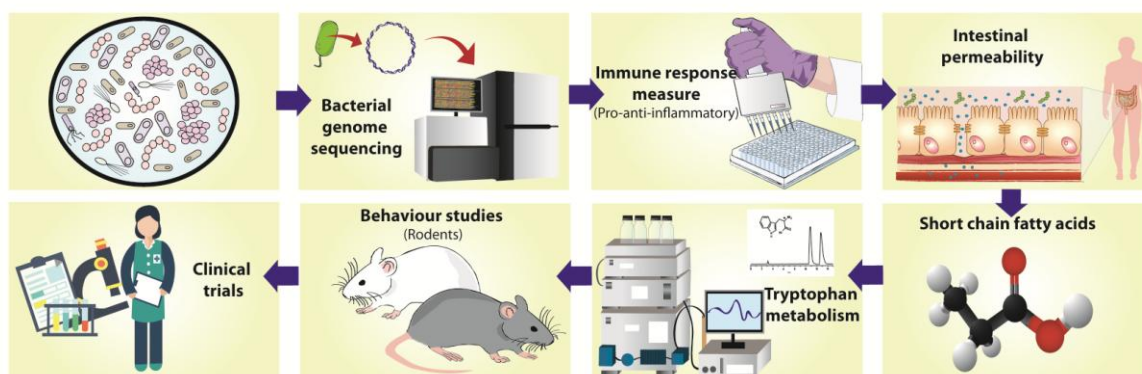 Bacterial
genome
sequencing
Immune response
measure
(Pro-anti-inflammatory)
Intestinal
permeability
Short chain fatty acids
Tryptophan
metabolism
Behaviour studies
(Rodents)
Clinical
trials